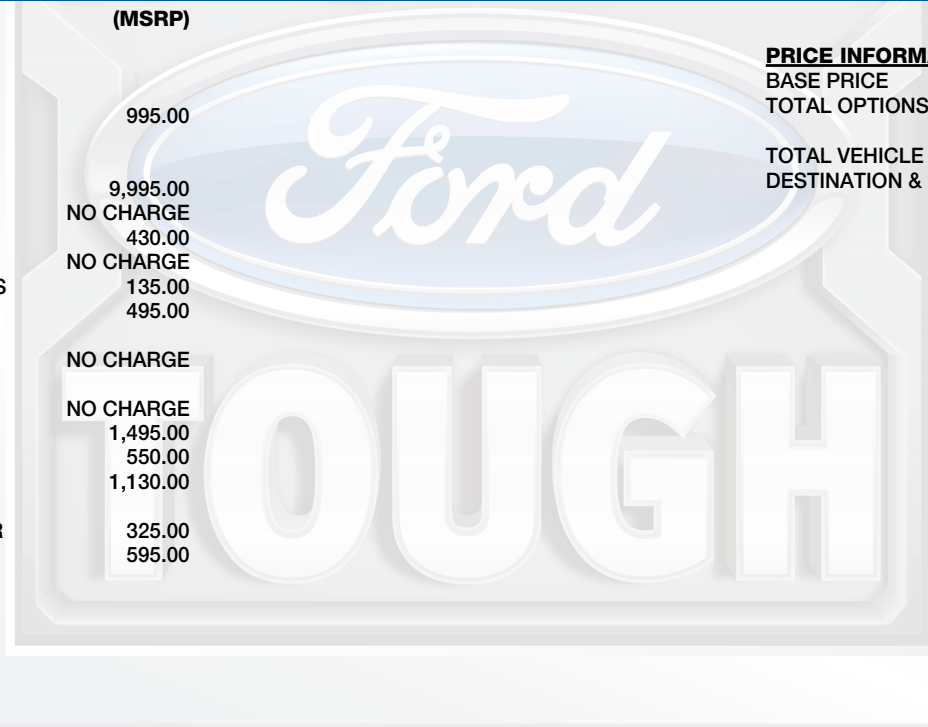 (MSRP)
995.00
9,995.00
NO CHARGE
430.00
NO CHARGE
S 135.00
495.00
NO CHARGE
NO CHARGE
1,495.00
550.00
1,130.00
R 325.00
595.00
PRICE INFORMA
BASE PRICE
TOTAL OPTIONS
TOTAL VEHICLE
DESTINATION &
Ford
TOUGH